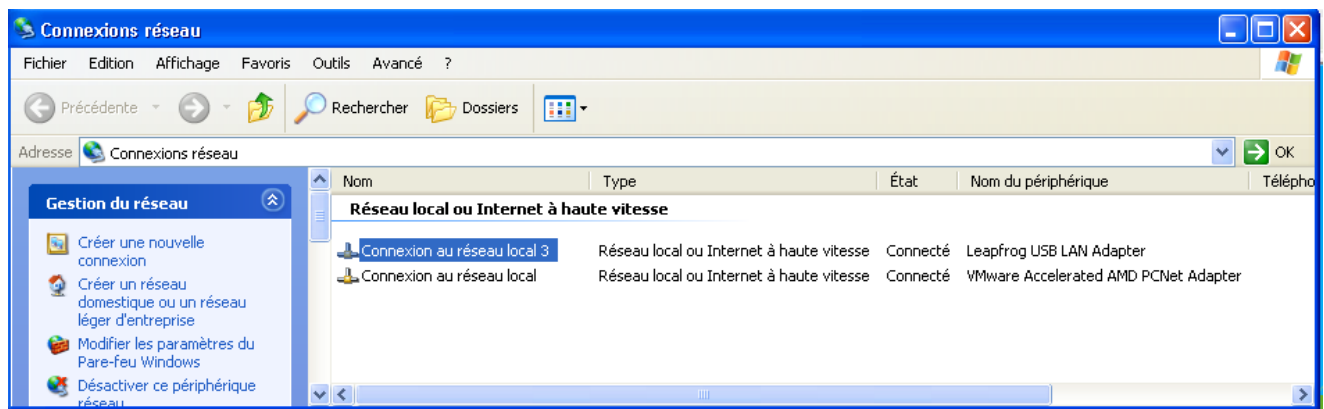 Connexions réseau
Fichier Edition Affichage Favoris Outils Avancé ?
Précédente Rechercher Dossiers
Adresse Connexions réseau OK
Nom Type État Nom du périphérique Télépho
Gestion du réseau
Créer une nouvelle
connexion
Créer un réseau
domestique ou un réseau
léger d'entreprise
Modifier les paramètres du
Pare-feu Windows
Désactiver ce périphérique
réseau
Réseau local ou Internet à haute vitesse
Connexion au réseau local 3 Réseau local ou Internet à haute vitesse Connecté Leapfrog USB LAN Adapter
Connexion au réseau local Réseau local ou Internet à haute vitesse Connecté VMware Accelerated AMD PCNet Adapter